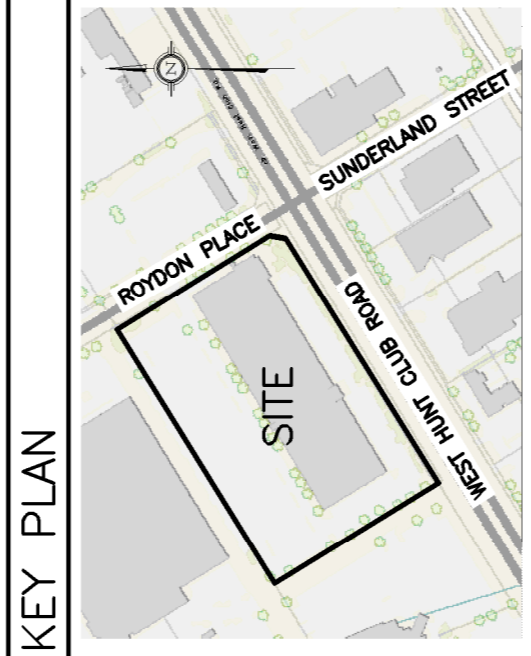 KEY PLAN
N
ROYDON PLACE
SUNDERLAND STREET
SITE
WEST HUNT CLUB ROAD